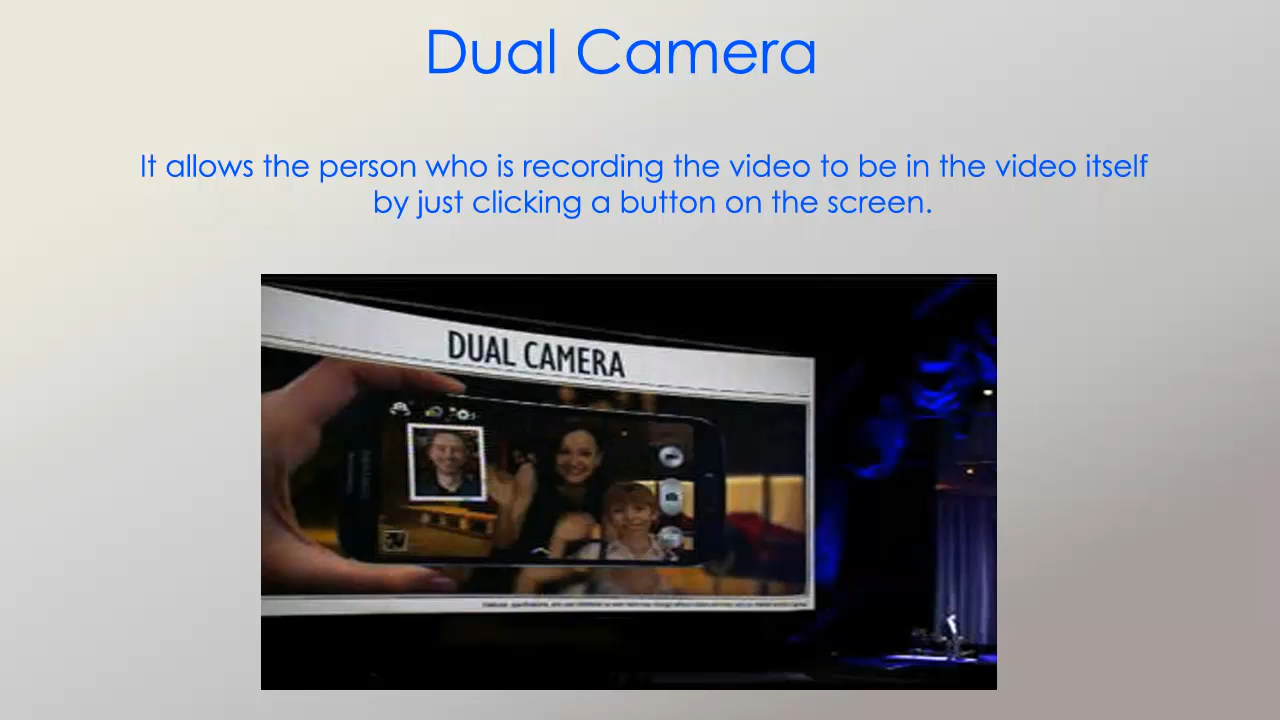 Dual Camera
It allows the person who is recording the video to be in the video itself
by just clicking a button on the screen.
DUAL CAMERA